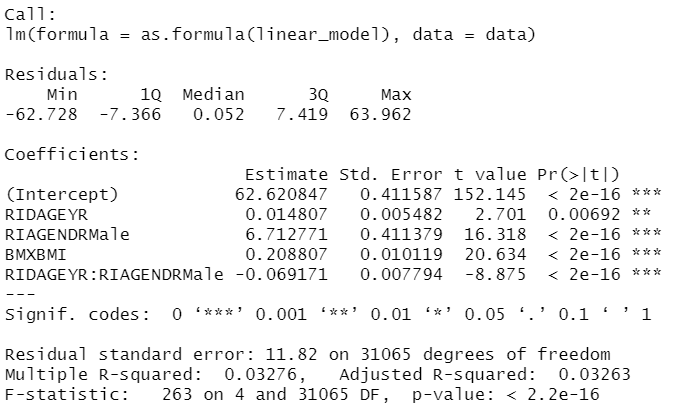 Call:
lm(formula = as.formula(linear_model), data = data)
Residuals:
Min 1Q Median 3Q Max
-62.728 -7.366 0.052 7.419 63.962
Coefficients:
Estimate Std. Error t value Pr(>|t|)
(Intercept) 62.620847 0.411587 152.145 < 2e-16 ***
RIDAGEYR 0.014807 0.005482 2.701 0.00692 **
RIAGENDRMale 6.712771 0.411379 16.318 < 2e-16 ***
BMXBMI 0.208807 0.010119 20.634 < 2e-16 ***
RIDAGEYR:RIAGENDRMale -0.069171 0.007794 -8.875 < 2e-16 ***
---
Signif. codes: 0 ‘***’ 0.001 ‘**’ 0.01 ‘*’ 0.05 ‘.’ 0.1 ‘ ’ 1
Residual standard error: 11.82 on 31065 degrees of freedom
Multiple R-squared: 0.03276, Adjusted R-squared: 0.03263
F-statistic: 263 on 4 and 31065 DF, p-value: < 2.2e-16